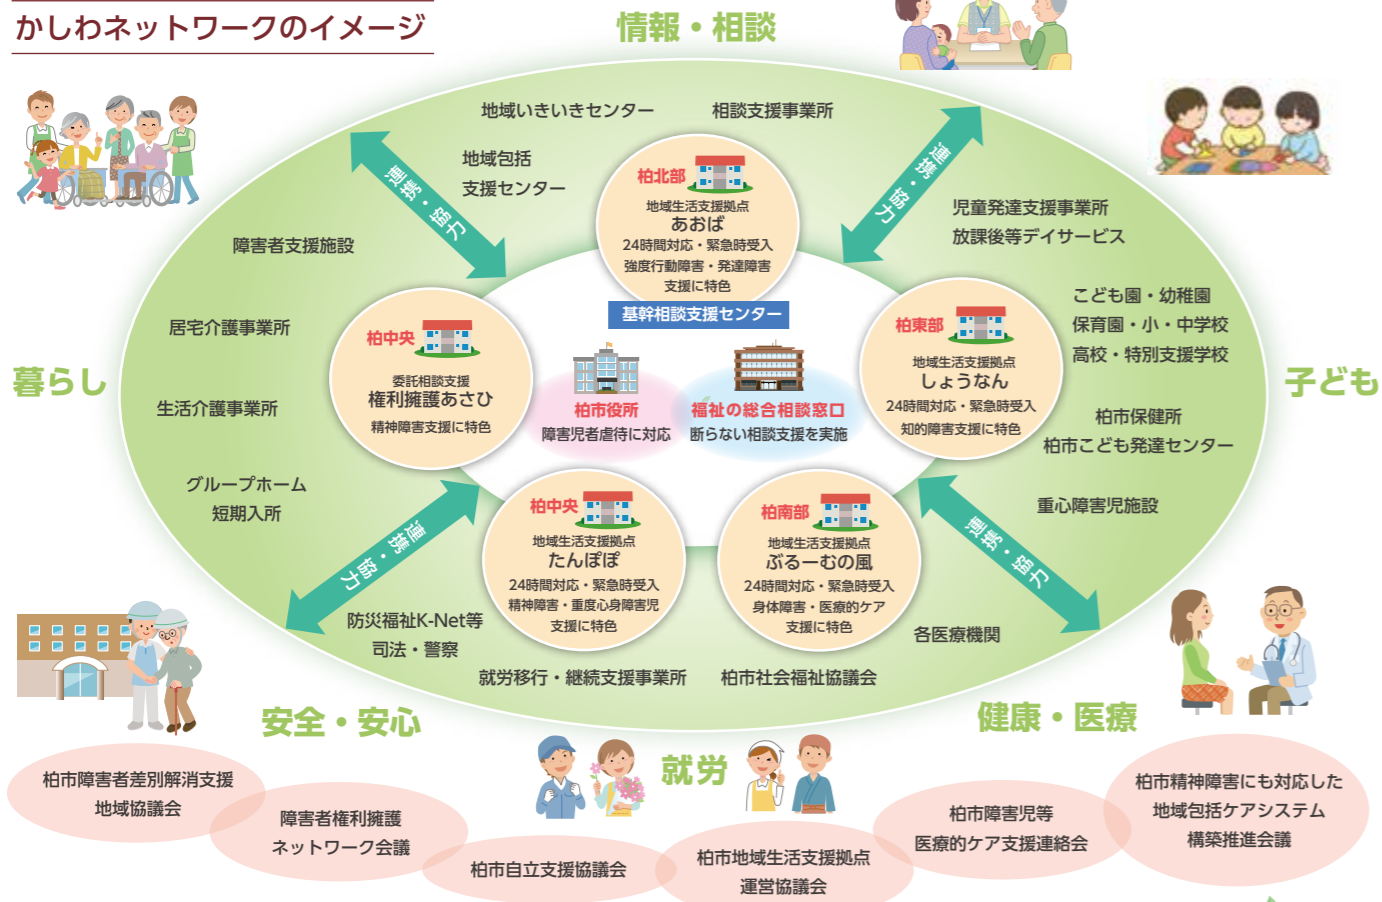 かしわネットワークのイメージ
情報・相談
地域いきいきセンター
相談支援事業所
地域包括
支援センター
連携・協力
連携・協力
障害者支援施設
居宅介護事業所
生活介護事業所
グループホーム
短期入所
暮らし
児童発達支援事業所
放課後等デイサービス
こども園・幼稚園
保育園・小・中学校
高校・特別支援学校
子ども
柏市保健所
柏市こども発達センター
重心障害児施設
柏北部
地域生活支援拠点
あおば
24時間対応・緊急時受入
強度行動障害・発達障害
支援に特色
基幹相談支援センター
柏中央
委託相談支援
権利擁護あさひ
精神障害支援に特色
柏市役所
障害児者虐待に対応
福祉の総合相談窓口
断らない相談支援を実施
柏東部
地域生活支援拠点
しょうなん
24時間対応・緊急時受入
知的障害支援に特色
柏中央
地域生活支援拠点
たんぽぽ
24時間対応・緊急時受入
精神障害・重度心身障害児
支援に特色
柏南部
地域生活支援拠点
ぶるーむの風
24時間対応・緊急時受入
身体障害・医療的ケア
支援に特色
連携・協力
連携・協力
防災福祉K-Net等
司法・警察
就労移行・継続支援事業所
柏市社会福祉協議会
各医療機関
安全・安心
就労
健康・医療
柏市障害者差別解消支援
地域協議会
障害者権利擁護
ネットワーク会議
柏市自立支援協議会
柏市地域生活支援拠点
運営協議会
柏市障害児等
医療的ケア支援連絡会
柏市精神障害にも対応した
地域包括ケアシステム
構築推進会議